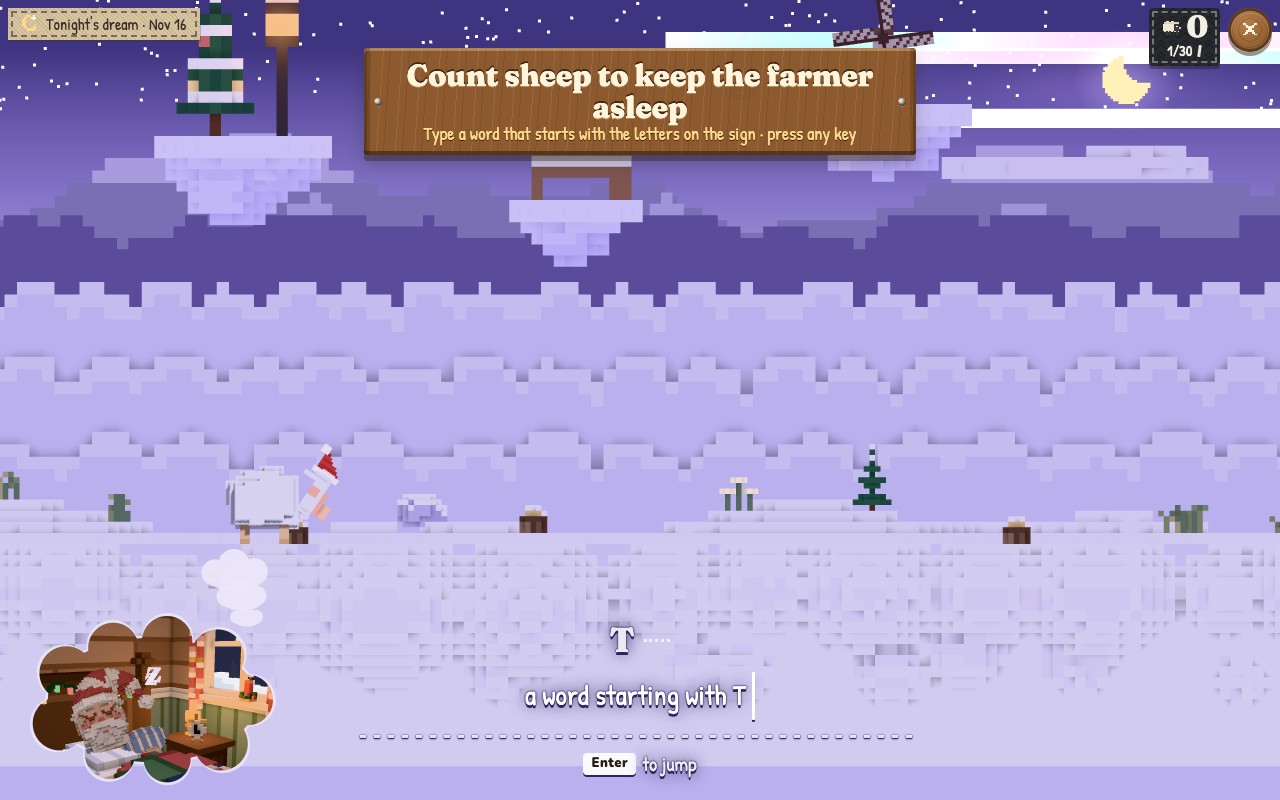 Tonight's dream · Nov 16
0
1/30
Count sheep to keep the farmer
asleep
Type a word that starts with the letters on the sign · press any key
z
T .....
a word starting with T
Enter to jump